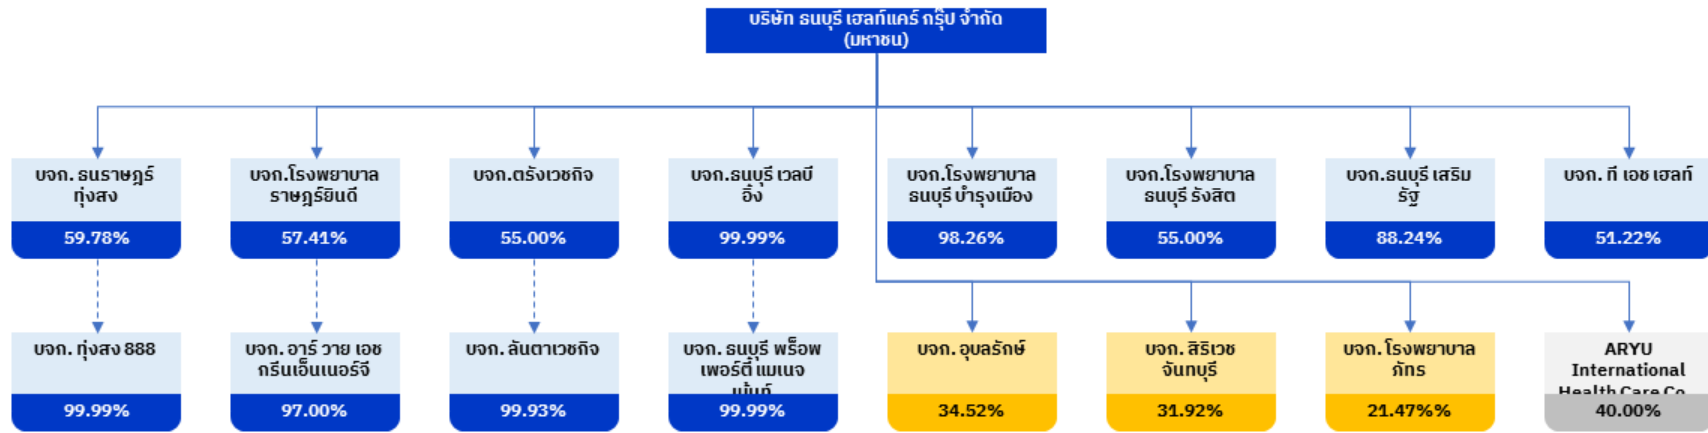 บริษัท ธนบุรี เฮลท์แคร์ กรุ๊ป จำกัด
(มหาชน)
บจก. ธนราษฎร์
ทุ่งสง
59.78%
บจก.โรงพยาบาล
ราษฎร์ยินดี
57.41%
บจก.ตรังเวชกิจ
55.00%
บจก.ธนบุรี เวลบี
อิ้ง
99.99%
บจก.โรงพยาบาล
ธนบุรี บำรุงเมือง
98.26%
บจก.โรงพยาบาล
ธนบุรี รังสิต
55.00%
บจก.ธนบุรี เสริม
รัฐ
88.24%
บจก. ที เอช เฮลท์
51.22%
บจก. ทุ่งสง 888
99.99%
บจก. อาร์ วาย เอช
กรีนเอ็นเนอร์จี
97.00%
บจก. ลันตาเวชกิจ
99.93%
บจก. ธนบุรี พร็อพ
เพอร์ตี้ แมเนจ
เม้นท์
99.99%
บจก. อุบลรักษ์
34.52%
บจก. สิริเวช
จันทบุรี
31.92%
บจก. โรงพยาบาล
ภัทร
21.47%%
ARYU
International
Health Care Co
40.00%